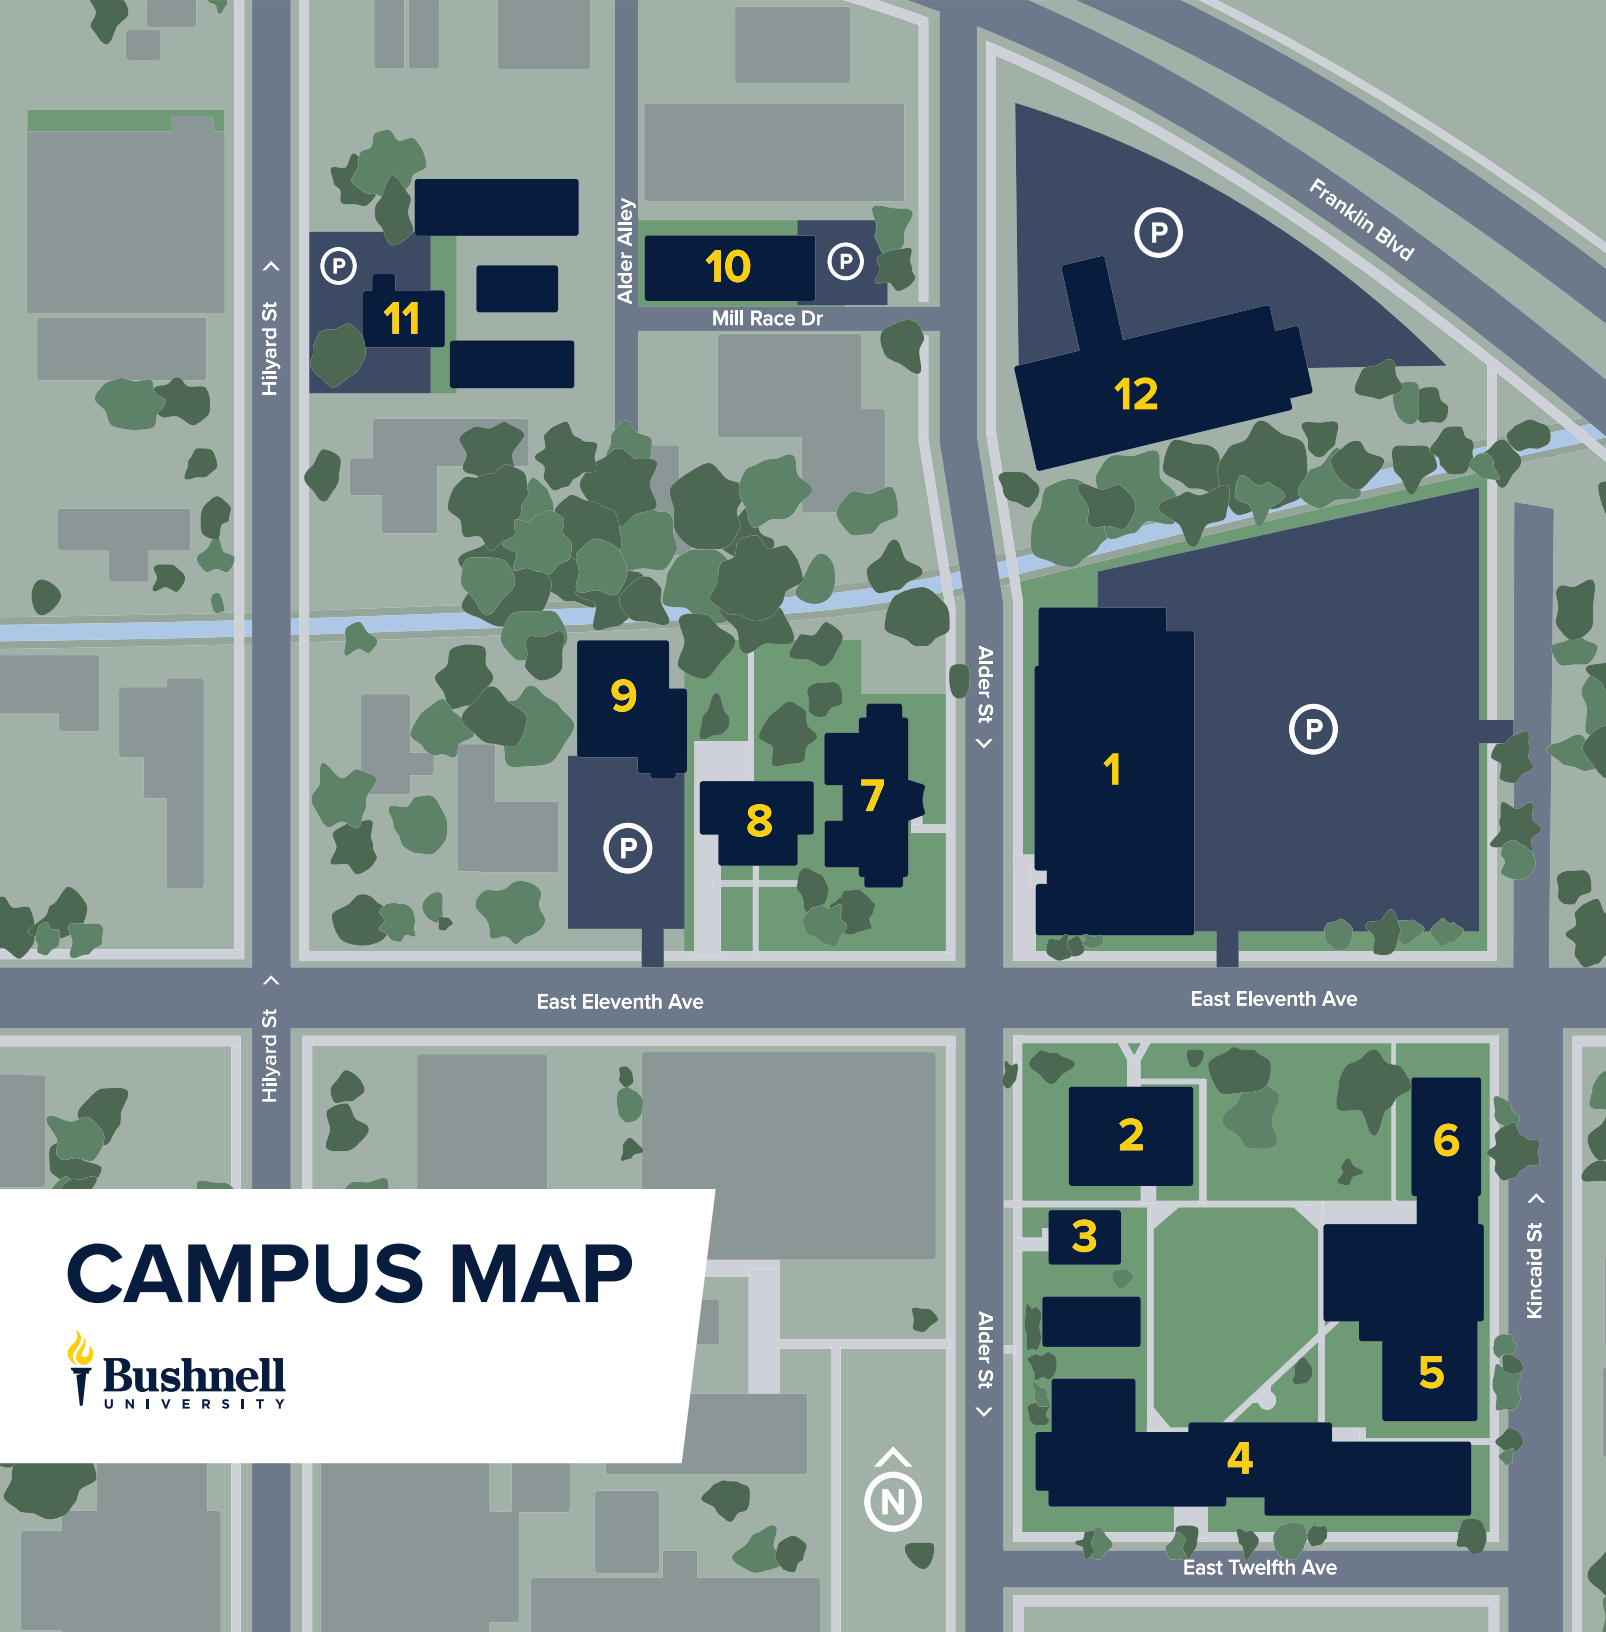 Franklin Blvd
P
Alder Alley
10
P
P
11
Hilyard St
Mill Race Dr
12
Alder St
9
P
1
7
8
P
East Eleventh Ave
East Eleventh Ave
Hilyard St
2
6
3
Kincaid St
CAMPUS MAP
Bushnell
UNIVERSITY
Alder St
5
4
N
East Twelfth Ave